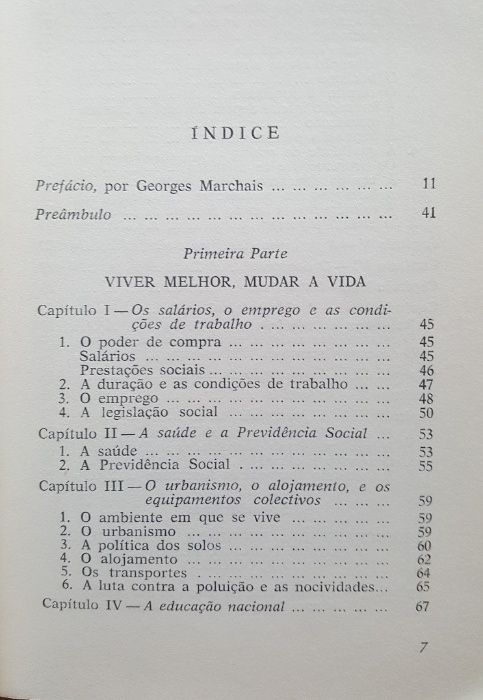 ÍNDICE
Prefácio, por Georges Marchais ... ... ... ... ... ... 11
Preâmbulo ... ... ... ... ... ... ... ... ... ... ... ... ... 41
Primeira Parte
VIVER MELHOR, MUDAR A VIDA
Capítulo I — Os salários, o emprego e as condi-
ções de trabalho . ... ... ... ... ... ... 45
1. O poder de compra ... ... ... ... ... ... ... ... 45
Salários ... ... ... ... ... ... ... ... ... ... ... 45
Prestações sociais ... ... ... ... ... ... ... ... ... 46
2. A duração e as condições de trabalho ... ... 47
3. O emprego ... ... ... ... ... ... ... ... ... ... ... 48
4. A legislação social ... ... ... ... ... ... ... ... 50
Capítulo II — A saúde e a Previdência Social ... ... 53
1. A saúde ... ... ... ... ... ... ... ... ... ... ... ... 53
2. A Previdência Social . ... ... ... ... ... ... ... 55
Capítulo III — O urbanismo, o alojamento, e os
equipamentos colectivos ... ... ... ... 59
1. O ambiente em que se vive ... ... ... ... ... 59
2. O urbanismo ... ... ... ... ... ... ... ... ... ... 59
3. A política dos solos ... ... ... ... ... ... ... ... 60
4. O alojamento ... ... ... ... ... ... ... ... ... ... 62
5. Os transportes . ... ... ... ... ... ... ... ... ... 64
6. A luta contra a poluição e as nocividades... 65
Capítulo IV — A educação nacional ... ... ... ... ... 67
7